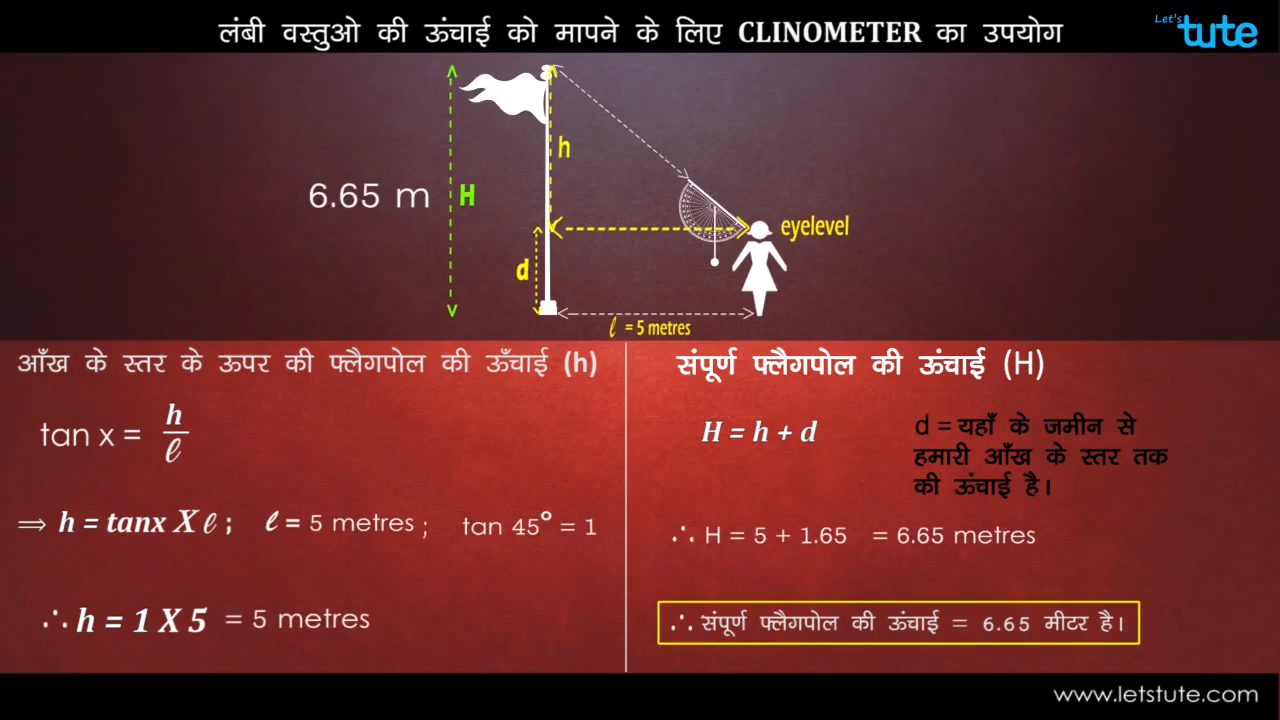 लंबी वस्तुओ की ऊंचाई को मापने के लिए CLINOMETER का उपयोग
Let's tute
h
6.65 m
H
eyelevel
d
ℓ = 5 metres
आँख के स्तर के ऊपर की फ्लैगपोल की ऊँचाई (h)
tan x = h/ℓ
⟹ h = tanx X ℓ ; ℓ = 5 metres ; tan 45° = 1
∴ h = 1 X 5 = 5 metres
संपूर्ण फ्लैगपोल की ऊंचाई (H)
H = h + d
d = यहाँ के जमीन से
हमारी आँख के स्तर तक
की ऊंचाई है।
∴ H = 5 + 1.65 = 6.65 metres
∴ संपूर्ण फ्लैगपोल की ऊंचाई = 6.65 मीटर है।
www.letstute.com